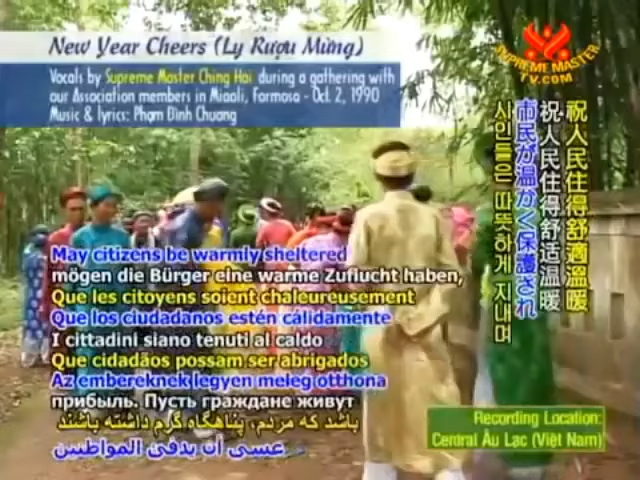 New Year Cheers (Ly Rượu Mừng)
Vocals by Supreme Master Ching Hai during a gathering with
our Association members in Miaoli, Formosa - Oct. 2, 1990
Music & lyrics: Phạm Đình Chương
SUPREME MASTER
TV.COM
祝人民住得舒適溫暖
祝人民住得舒适温暖
市民が温かく保護され
시민들은 따뜻하게 지내며
May citizens be warmly sheltered
mögen die Bürger eine warme Zuflucht haben,
Que les citoyens soient chaleureusement
Que los ciudadanos estén cálidamente
I cittadini siano tenuti al caldo
Que cidadãos possam ser abrigados
Az embereknek legyen meleg otthona
прибыль. Пусть граждане живут
باشد که مردم، پناهگاه گرم داشته باشند
عسى أن يدفئ المواطنين
Recording Location:
Central Âu Lạc (Việt Nam)